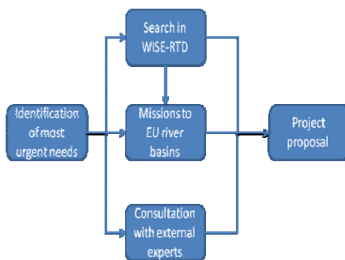 Search in
WISE-RTD
Identification
of most
urgent needs
Missions to
EU river
basins
Project
proposal
Consultation
with external
experts